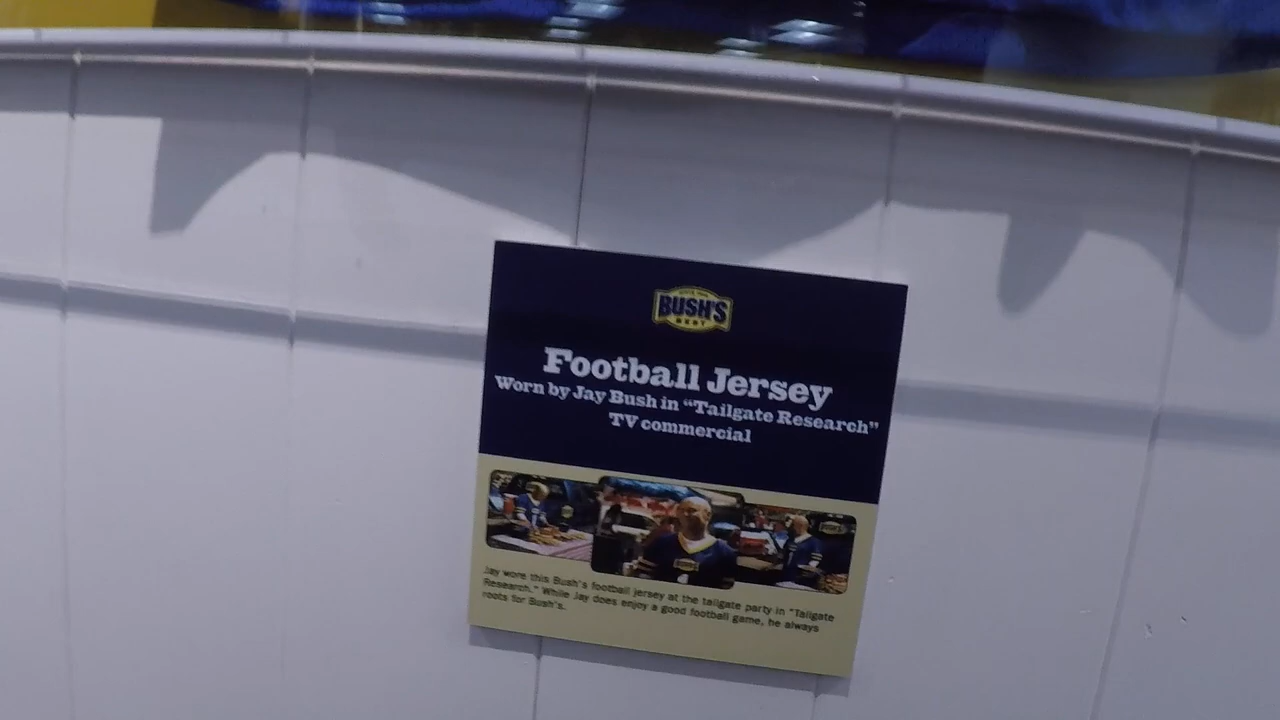 BUSH'S
BEST
Football Jersey
Worn by Jay Bush in “Tailgate Research”
TV commercial
Jay wore this Bush's football jersey at the tailgate party in "Tailgate
Research." While Jay does enjoy a good football game, he always
roots for Bush's.